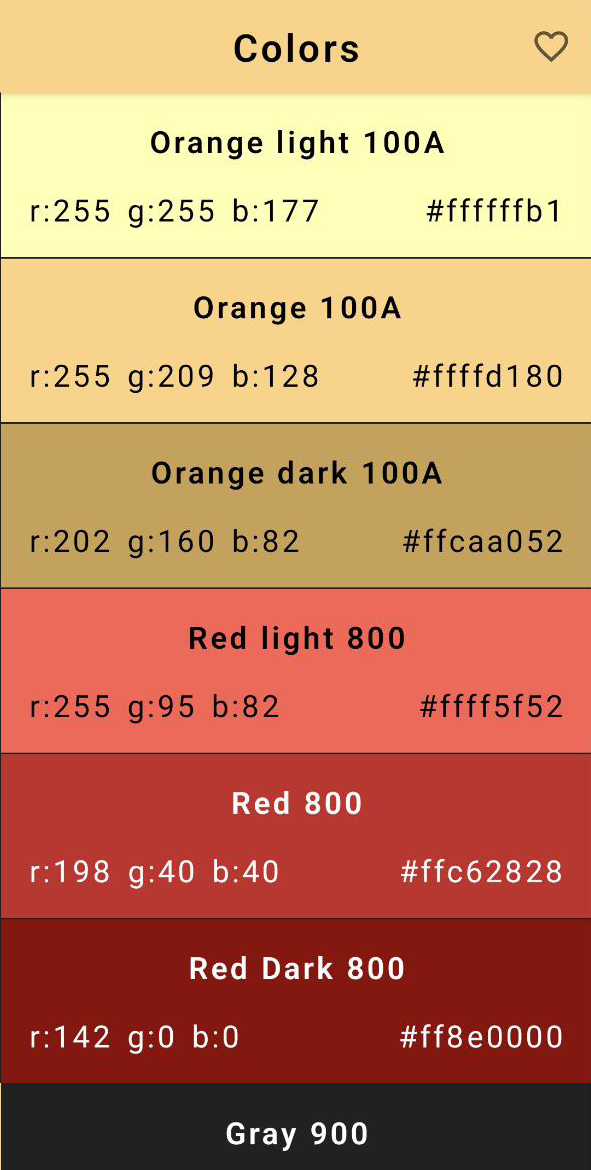 Colors
Orange light 100A
r:255 g:255 b:177 #ffffffb1
Orange 100A
r:255 g:209 b:128 #ffffd180
Orange dark 100A
r:202 g:160 b:82 #ffcaa052
Red light 800
r:255 g:95 b:82 #ffff5f52
Red 800
r:198 g:40 b:40 #ffc62828
Red Dark 800
r:142 g:0 b:0 #ff8e0000
Gray 900